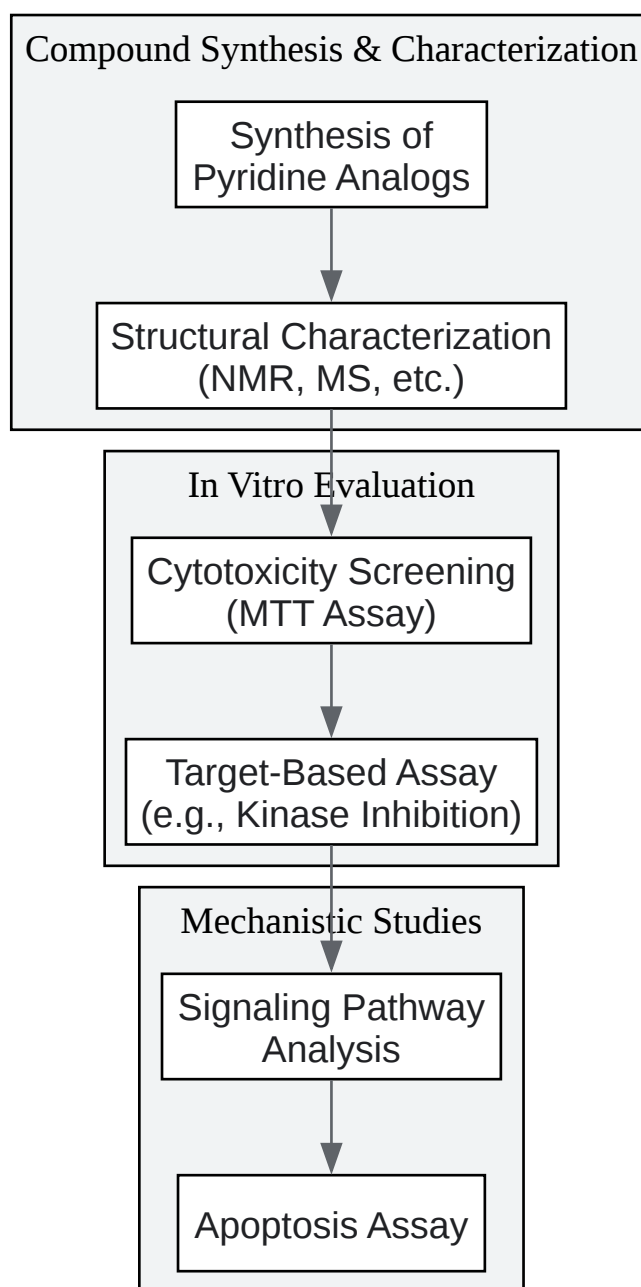 Compound Synthesis & Characterization
Synthesis of
Pyridine Analogs
Structural Characterization
(NMR, MS, etc.)
In Vitro Evaluation
Cytotoxicity Screening
(MTT Assay)
Target-Based Assay
(e.g., Kinase Inhibition)
Mechanistic Studies
Signaling Pathway
Analysis
Apoptosis Assay